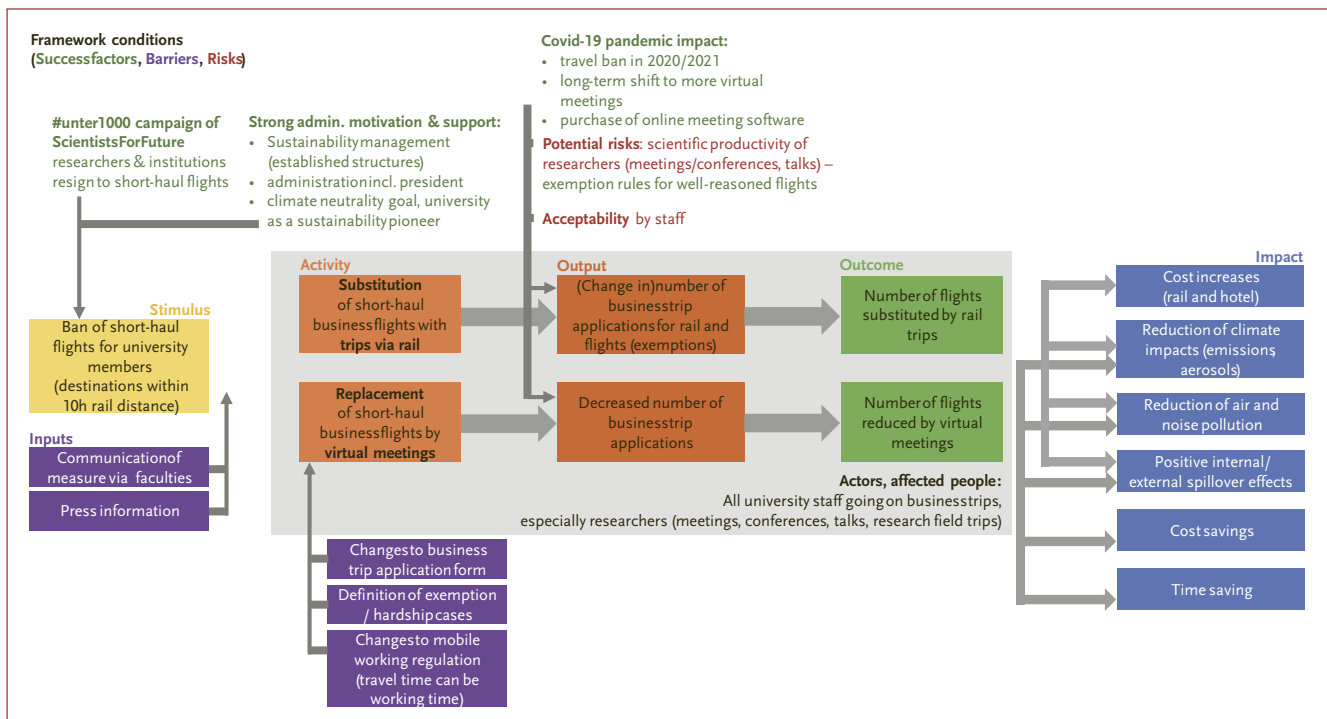 Framework conditions
(Successfactors, Barriers, Risks)
Covid-19 pandemic impact:
• travel ban in 2020/2021
• long-term shift to more virtual
meetings
• purchase of online meeting software
Potential risks: scientific productivity of
researchers (meetings/conferences, talks) –
exemption rules for well-reasoned flights
Acceptability by staff
#unter1000 campaign of
ScientistsForFuture
researchers & institutions
resign to short-haul flights
Strong admin. motivation & support:
• Sustainability management
(established structures)
• administration incl. president
• climate neutrality goal, university
as a sustainability pioneer
Stimulus
Ban of short-haul
flights for university
members
(destinations within
10h rail distance)
Inputs
Communication of
measure via faculties
Press information
Activity
Substitution
of short-haul
business flights with
trips via rail
Replacement
of short-haul
business flights by
virtual meetings
Output
(Change in) number of
business trip
applications for rail and
flights (exemptions)
Decreased number of
business trip
applications
Outcome
Number of flights
substituted by rail
trips
Number of flights
reduced by virtual
meetings
Actors, affected people:
All university staff going on business trips,
especially researchers (meetings, conferences, talks, research field trips)
Changes to business
trip application form
Definition of exemption
/ hardship cases
Changes to mobile
working regulation
(travel time can be
working time)
Impact
Cost increases
(rail and hotel)
Reduction of climate
impacts (emissions,
aerosols)
Reduction of air and
noise pollution
Positive internal/
external spillover effects
Cost savings
Time saving